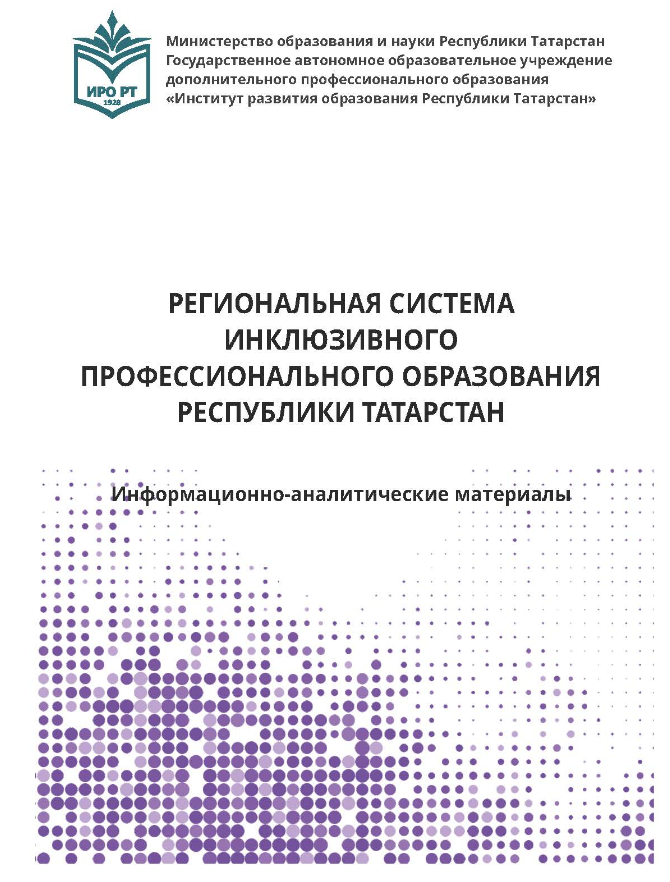 Министерство образования и науки Республики Татарстан
Государственное автономное образовательное учреждение
дополнительного профессионального образования
«Институт развития образования Республики Татарстан»
ИРО РТ
1928
РЕГИОНАЛЬНАЯ СИСТЕМА
ИНКЛЮЗИВНОГО
ПРОФЕССИОНАЛЬНОГО ОБРАЗОВАНИЯ
РЕСПУБЛИКИ ТАТАРСТАН
Информационно-аналитические материалы